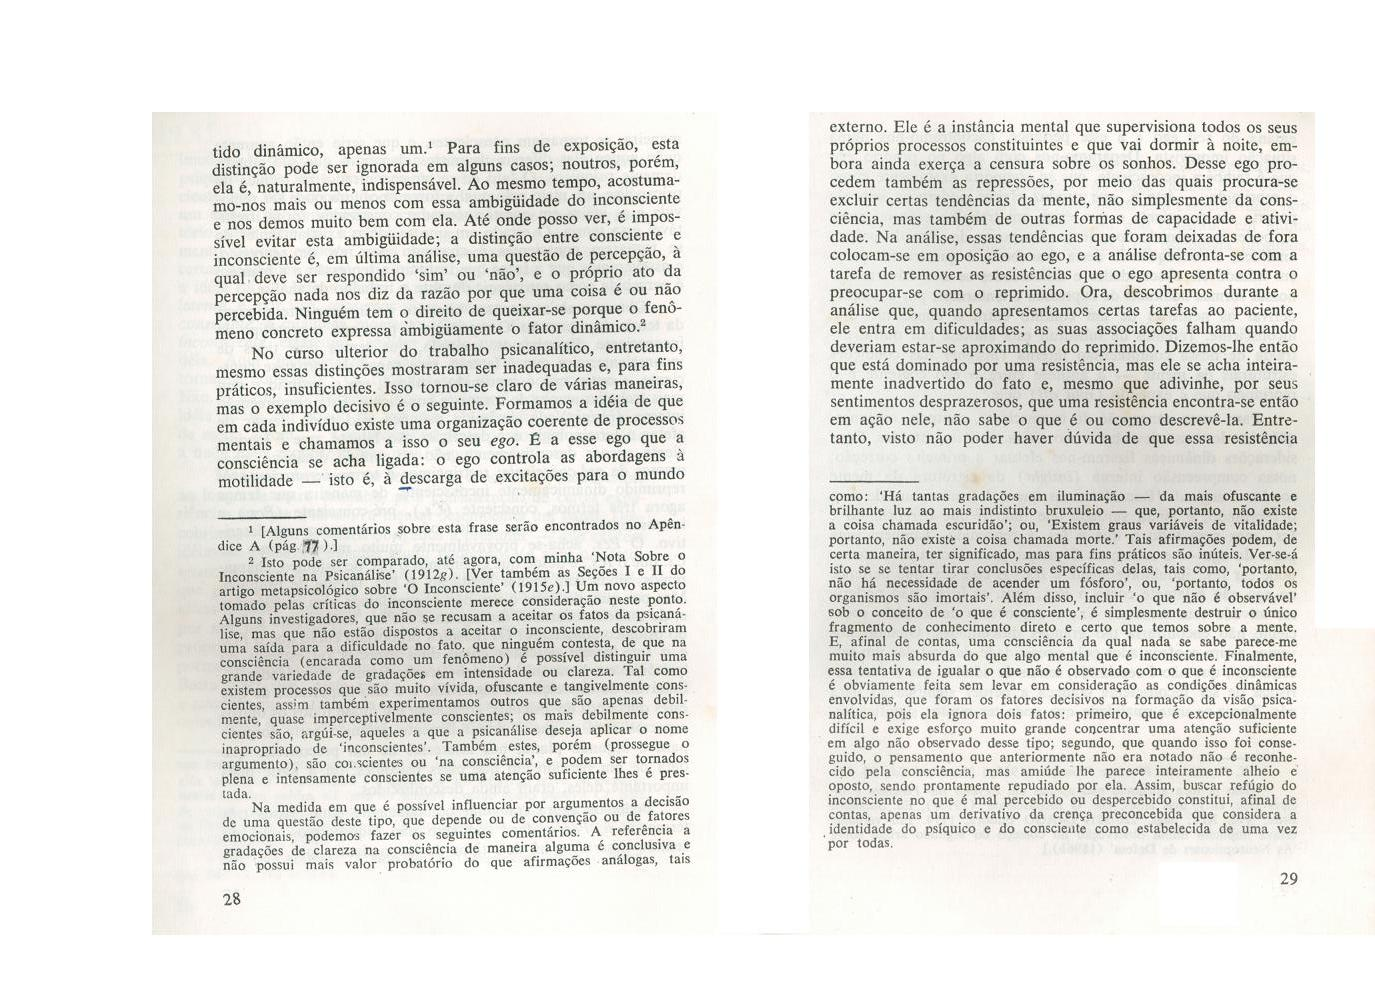 tido dinâmico, apenas um.¹ Para fins de exposição, esta
distinção pode ser ignorada em alguns casos; noutros, porém,
ela é, naturalmente, indispensável. Ao mesmo tempo, acostuma-
mo-nos mais ou menos com essa ambigüidade do inconsciente
e nos demos muito bem com ela. Até onde posso ver, é impos-
sível evitar esta ambigüidade; a distinção entre consciente e
inconsciente é, em última análise, uma questão de percepção, à
qual deve ser respondido ‘sim’ ou ‘não’, e o próprio ato da
percepção nada nos diz da razão por que uma coisa é ou não
percebida. Ninguém tem o direito de queixar-se porque o fenô-
meno concreto expressa ambigüamente o fator dinâmico.²
No curso ulterior do trabalho psicanalítico, entretanto,
mesmo essas distinções mostraram ser inadequadas e, para fins
práticos, insuficientes. Isso tornou-se claro de várias maneiras,
mas o exemplo decisivo é o seguinte. Formamos a idéia de que
em cada indivíduo existe uma organização coerente de processos
mentais e chamamos a isso o seu ego. É a esse ego que a
consciência se acha ligada: o ego controla as abordagens à
motilidade — isto é, à descarga de excitações para o mundo
¹ [Alguns comentários sobre esta frase serão encontrados no Apên-
dice A (pág. 77).]
² Isto pode ser comparado, até agora, com minha ‘Nota Sobre o
Inconsciente na Psicanálise’ (1912g). [Ver também as Seções I e II do
artigo metapsicológico sobre ‘O Inconsciente’ (1915e).] Um novo aspecto
tomado pelas críticas do inconsciente merece consideração neste ponto.
Alguns investigadores, que não se recusam a aceitar os fatos da psicaná-
lise, mas que não estão dispostos a aceitar o inconsciente, descobriram
uma saída para a dificuldade no fato, que ninguém contesta, de que na
consciência (encarada como um fenômeno) é possível distinguir uma
grande variedade de gradações em intensidade ou clareza. Tal como
existem processos que são muito vívida, ofuscante e tangivelmente cons-
cientes, assim também experimentamos outros que são apenas debil-
mente, quase imperceptivelmente conscientes; os mais debilmente cons-
cientes são, argúi-se, aqueles a que a psicanálise deseja aplicar o nome
inapropriado de ‘inconscientes’. Também estes, porém (prossegue o
argumento), são conscientes ou ‘na consciência’, e podem ser tornados
plena e intensamente conscientes se uma atenção suficiente lhes é pres-
tada.
Na medida em que é possível influenciar por argumentos a decisão
de uma questão deste tipo, que depende ou de convenção ou de fatores
emocionais, podemos fazer os seguintes comentários. A referência a
gradações de clareza na consciência de maneira alguma é conclusiva e
não possui mais valor probatório do que afirmações análogas, tais
28
externo. Ele é a instância mental que supervisiona todos os seus
próprios processos constituintes e que vai dormir à noite, em-
bora ainda exerça a censura sobre os sonhos. Desse ego pro-
cedem também as repressões, por meio das quais procura-se
excluir certas tendências da mente, não simplesmente da cons-
ciência, mas também de outras formas de capacidade e ativi-
dade. Na análise, essas tendências que foram deixadas de fora
colocam-se em oposição ao ego, e a análise defronta-se com a
tarefa de remover as resistências que o ego apresenta contra o
preocupar-se com o reprimido. Ora, descobrimos durante a
análise que, quando apresentamos certas tarefas ao paciente,
ele entra em dificuldades; as suas associações falham quando
deveriam estar-se aproximando do reprimido. Dizemos-lhe então
que está dominado por uma resistência, mas ele se acha inteira-
mente inadvertido do fato e, mesmo que adivinhe, por seus
sentimentos desprazerosos, que uma resistência encontra-se então
em ação nele, não sabe o que é ou como descrevê-la. Entre-
tanto, visto não poder haver dúvida de que essa resistência
como: ‘Há tantas gradações em iluminação — da mais ofuscante e
brilhante luz ao mais indistinto bruxuleio — que, portanto, não existe
a coisa chamada escuridão’; ou, ‘Existem graus variáveis de vitalidade;
portanto, não existe a coisa chamada morte.’ Tais afirmações podem, de
certa maneira, ter significado, mas para fins práticos são inúteis. Ver-se-á
isto se se tentar tirar conclusões específicas delas, tais como, ‘portanto,
não há necessidade de acender um fósforo’, ou, ‘portanto, todos os
organismos são imortais’. Além disso, incluir ‘o que não é observável’
sob o conceito de ‘o que é consciente’, é simplesmente destruir o único
fragmento de conhecimento direto e certo que temos sobre a mente.
E, afinal de contas, uma consciência da qual nada se sabe parece-me
muito mais absurda do que algo mental que é inconsciente. Finalmente,
essa tentativa de igualar o que não é observado com o que é inconsciente
é obviamente feita sem levar em consideração as condições dinâmicas
envolvidas, que foram os fatores decisivos na formação da visão psica-
nalítica, pois ela ignora dois fatos: primeiro, que é excepcionalmente
difícil e exige esforço muito grande concentrar uma atenção suficiente
em algo não observado desse tipo; segundo, que quando isso foi conse-
guido, o pensamento que anteriormente não era notado não é reconhe-
cido pela consciência, mas amiúde lhe parece inteiramente alheio e
oposto, sendo prontamente repudiado por ela. Assim, buscar refúgio do
inconsciente no que é mal percebido ou despercebido constitui, afinal de
contas, apenas um derivativo da crença preconcebida que considera a
identidade do psíquico e do consciente como estabelecida de uma vez
por todas.
29